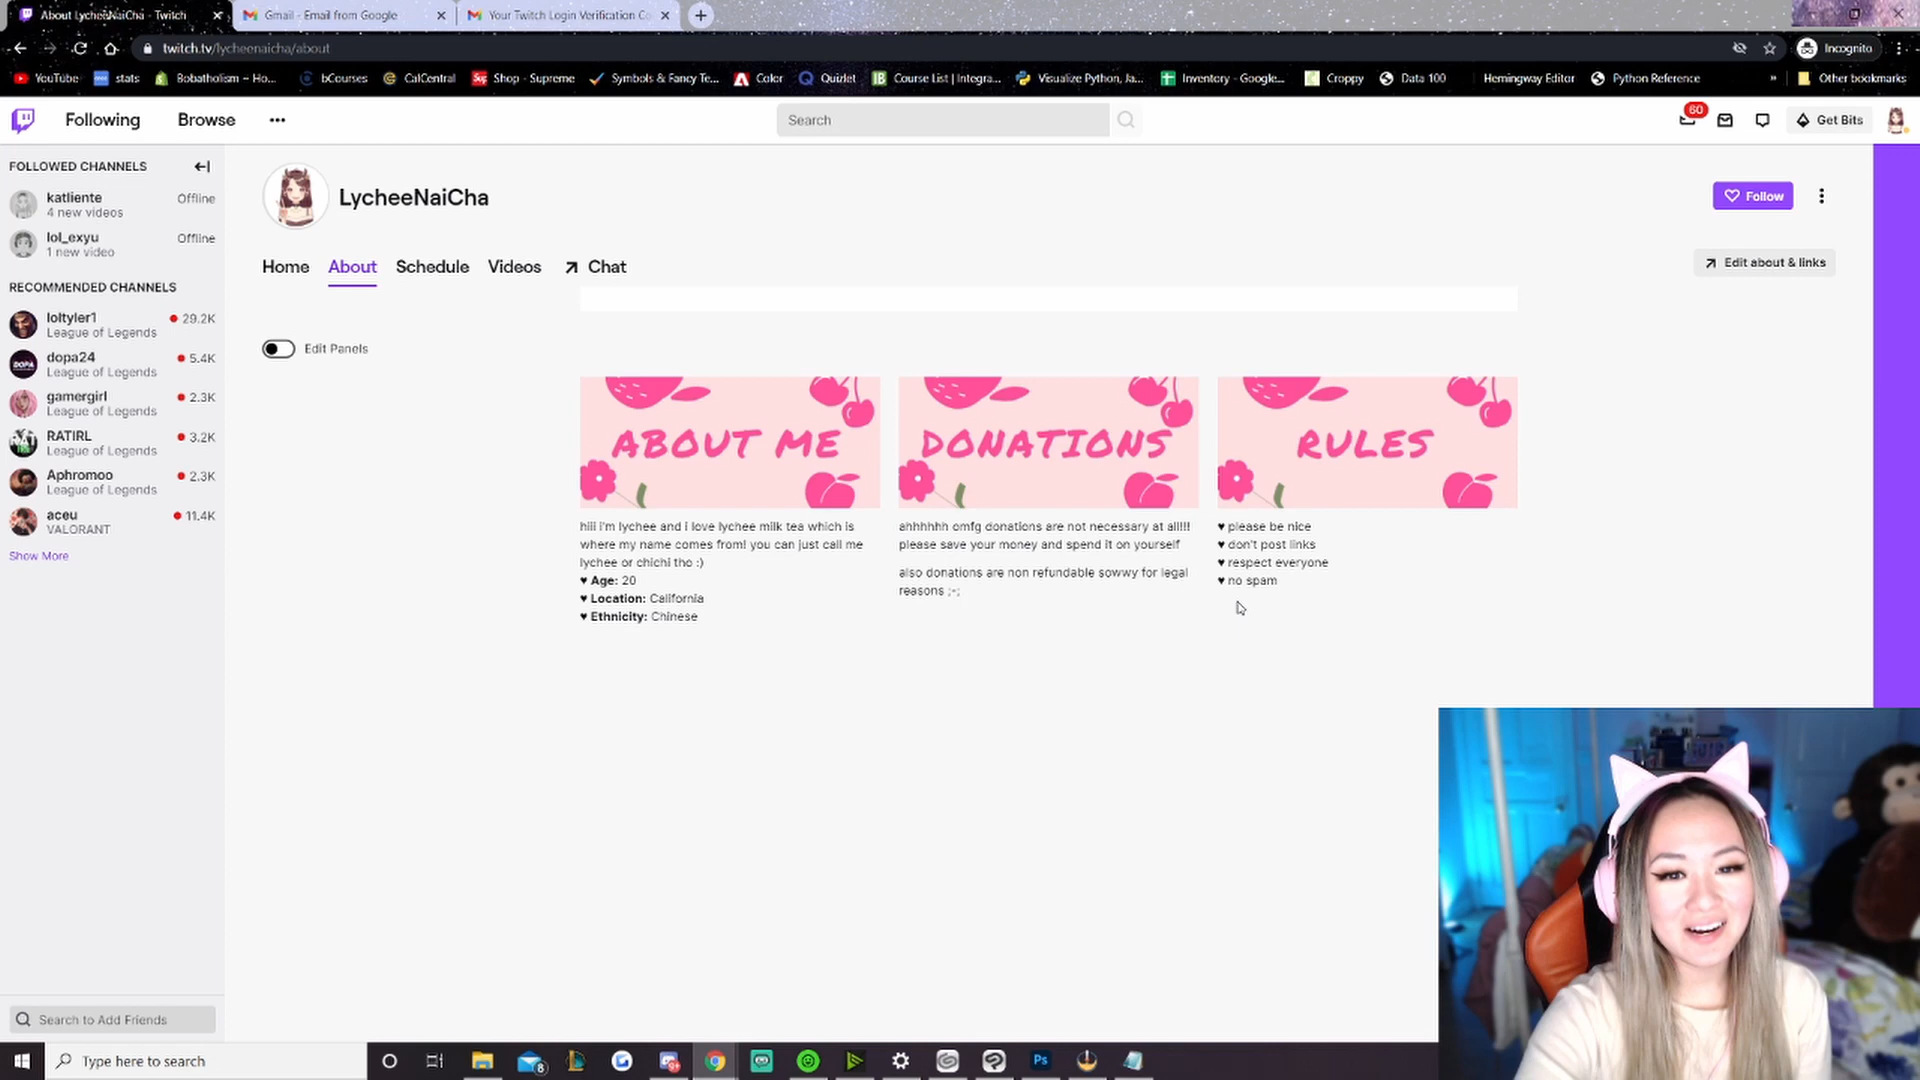 About LycheeNaiCha - Twitch
Gmail - Email from Google
Your Twitch Login Verification Co
twitch.tv/lycheenaicha/about
Incognito
YouTube
stats
Bobatholism – Ho...
bCourses
CalCentral
Shop - Supreme
Symbols & Fancy Te...
Color
Quizlet
Course List | Integra...
Visualize Python, Ja...
Inventory - Google...
Croppy
Data 100
Hemingway Editor
Python Reference
»
Other bookmarks
Following
Browse
Search
60
Get Bits
FOLLOWED CHANNELS
katliente
Offline
4 new videos
lol_exyu
Offline
1 new video
RECOMMENDED CHANNELS
loltyler1
29.2K
League of Legends
dopa24
5.4K
League of Legends
gamergirl
2.3K
League of Legends
RATIRL
3.2K
League of Legends
Aphromoo
2.3K
League of Legends
aceu
11.4K
VALORANT
Show More
Search to Add Friends
LycheeNaiCha
Follow
Home
About
Schedule
Videos
Chat
Edit about & links
Edit Panels
ABOUT ME
hiii i'm lychee and i love lychee milk tea which is
where my name comes from! you can just call me
lychee or chichi tho :)
♥ Age: 20
♥ Location: California
♥ Ethnicity: Chinese
DONATIONS
ahhhhhh omfg donations are not necessary at all!!!
please save your money and spend it on yourself
also donations are non refundable sowwy for legal
reasons ;-;
RULES
♥ please be nice
♥ don't post links
♥ respect everyone
♥ no spam
Type here to search
8
Ps